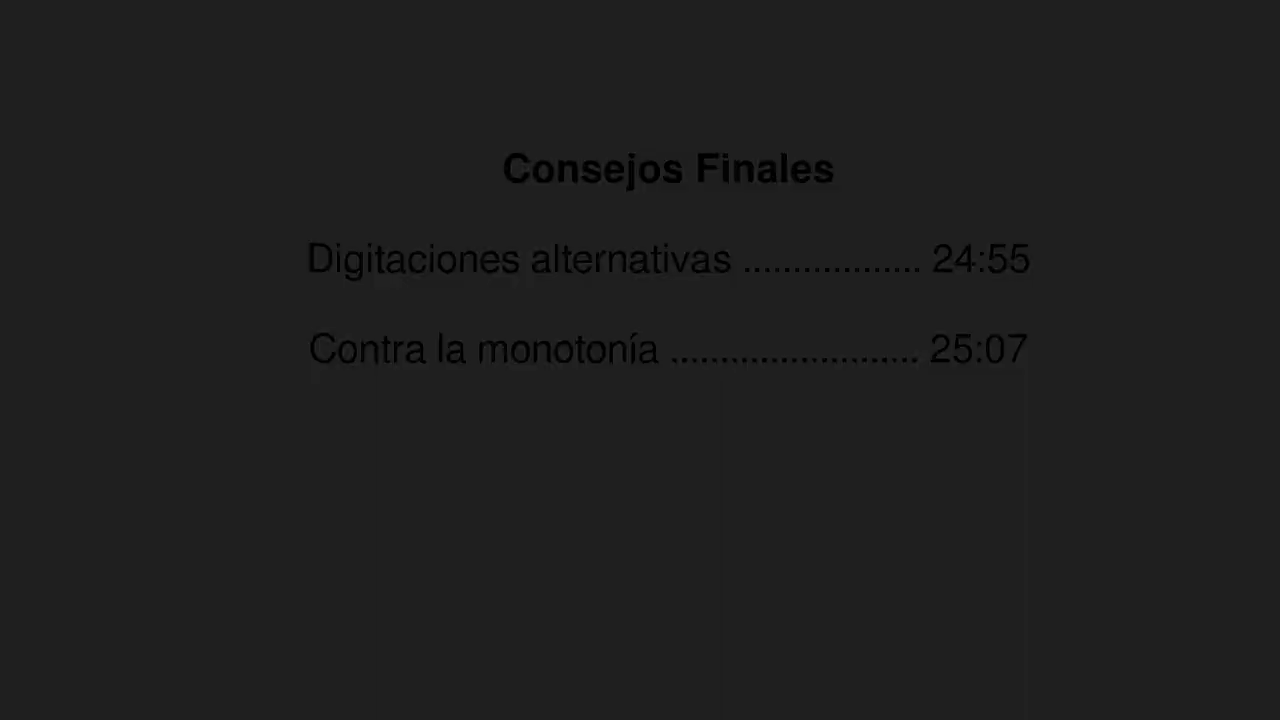 Consejos Finales
Digitaciones alternativas .................. 24:55
Contra la monotonía ......................... 25:07